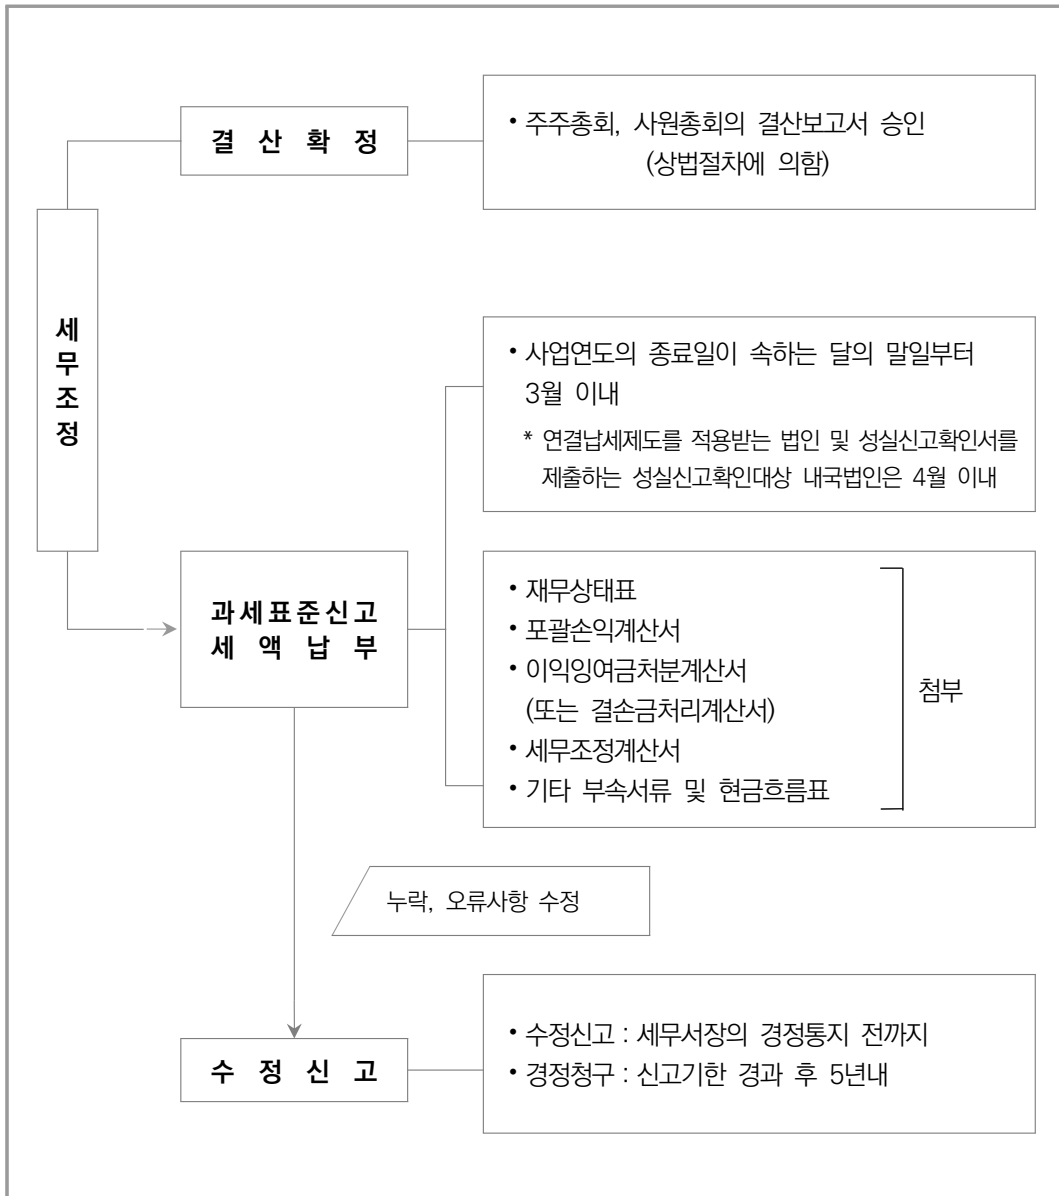 결 산 확 정
• 주주총회, 사원총회의 결산보고서 승인
(상법절차에 의함)
세
무
조
정
• 사업연도의 종료일이 속하는 달의 말일부터
3월 이내
* 연결납세제도를 적용받는 법인 및 성실신고확인서를
제출하는 성실신고확인대상 내국법인은 4월 이내
과세표준신고
세 액 납 부
• 재무상태표
• 포괄손익계산서
• 이익잉여금처분계산서
(또는 결손금처리계산서)
• 세무조정계산서
• 기타 부속서류 및 현금흐름표
첨부
누락, 오류사항 수정
수 정 신 고
• 수정신고 : 세무서장의 경정통지 전까지
• 경정청구 : 신고기한 경과 후 5년내